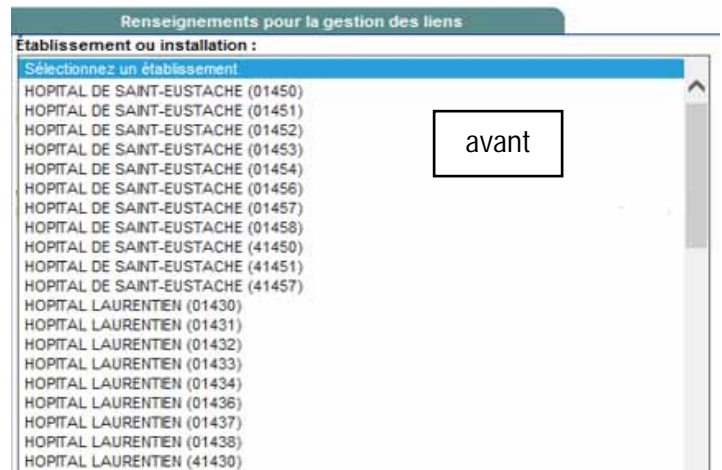 Renseignements pour la gestion des liens
Établissement ou installation :
Sélectionnez un établissement
HOPITAL DE SAINT-EUSTACHE (01450)
HOPITAL DE SAINT-EUSTACHE (01451)
HOPITAL DE SAINT-EUSTACHE (01452)
avant
HOPITAL DE SAINT-EUSTACHE (01453)
HOPITAL DE SAINT-EUSTACHE (01454)
HOPITAL DE SAINT-EUSTACHE (01456)
HOPITAL DE SAINT-EUSTACHE (01457)
HOPITAL DE SAINT-EUSTACHE (01458)
HOPITAL DE SAINT-EUSTACHE (41450)
HOPITAL DE SAINT-EUSTACHE (41451)
HOPITAL DE SAINT-EUSTACHE (41457)
HOPITAL LAURENTIEN (01430)
HOPITAL LAURENTIEN (01431)
HOPITAL LAURENTIEN (01432)
HOPITAL LAURENTIEN (01433)
HOPITAL LAURENTIEN (01434)
HOPITAL LAURENTIEN (01436)
HOPITAL LAURENTIEN (01437)
HOPITAL LAURENTIEN (01438)
HOPITAL LAURENTIEN (41430)